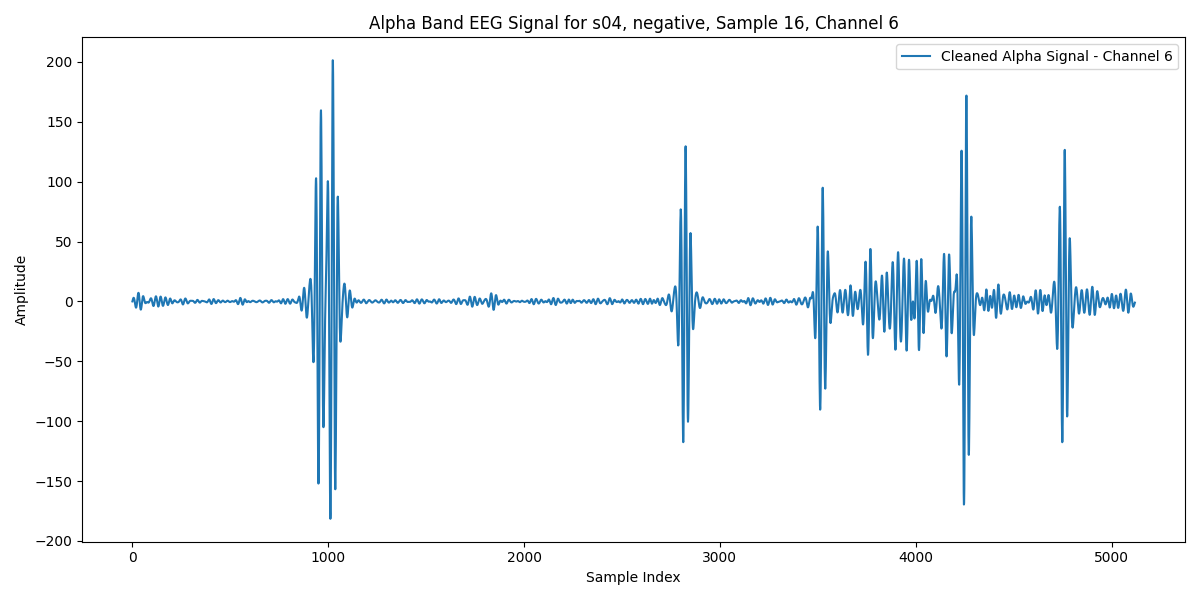 Alpha Band EEG Signal for s04, negative, Sample 16, Channel 6
Cleaned Alpha Signal - Channel 6
200
150
100
50
0
−50
−100
−150
−200
Amplitude
0 1000 2000 3000 4000 5000
Sample Index